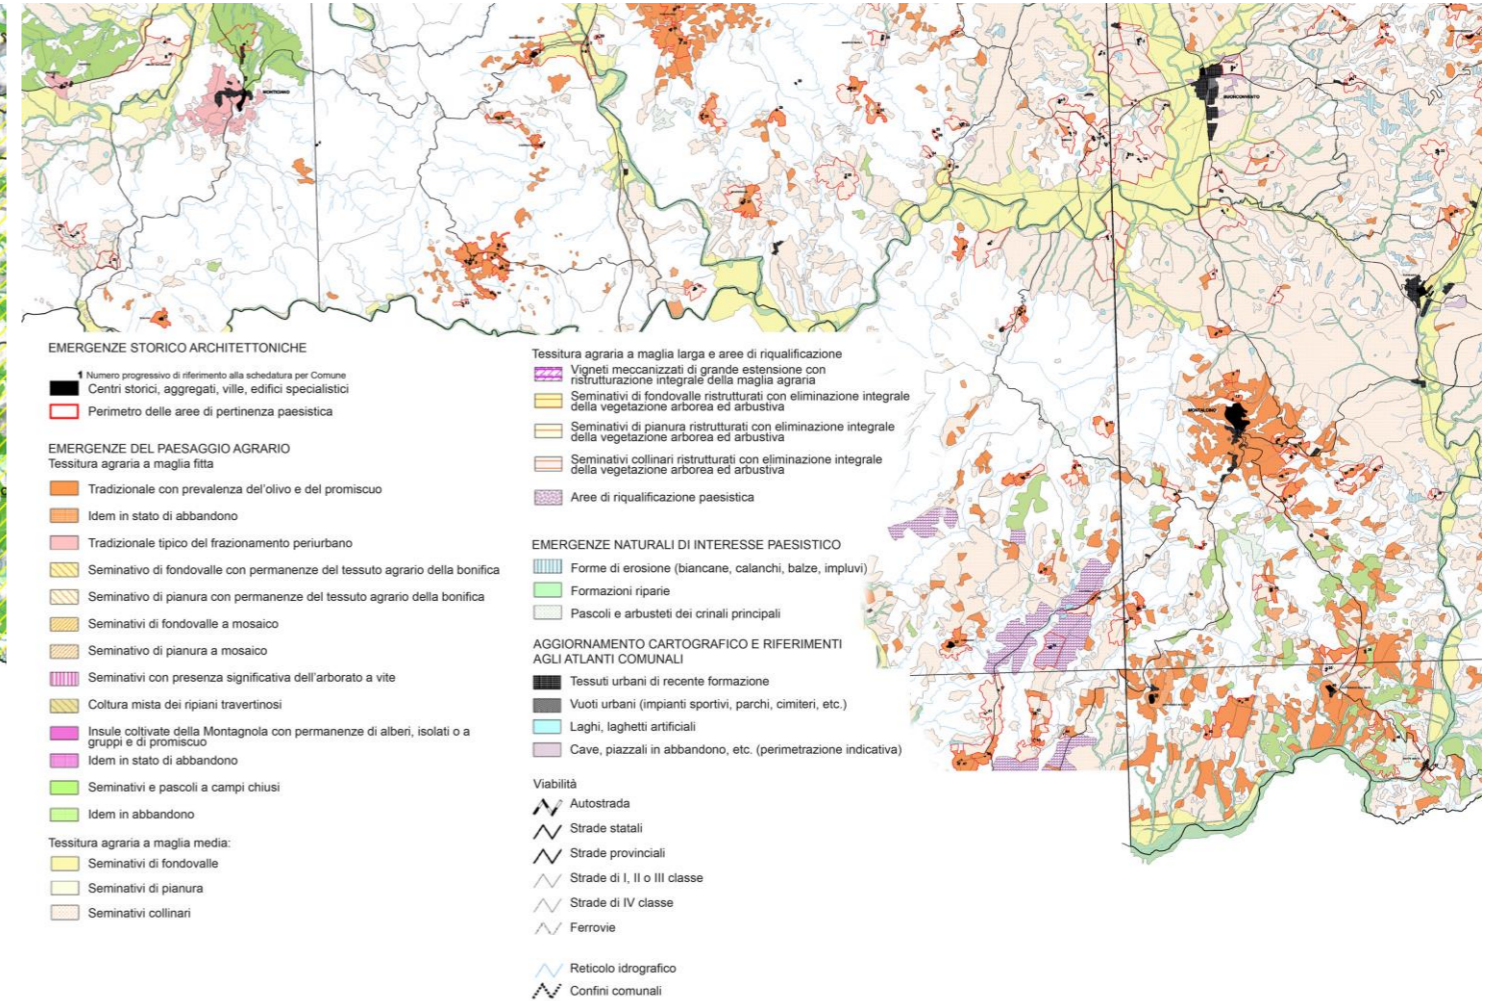 MONTICIANO
BUONCONVENTO
MONTALCINO
EMERGENZE STORICO ARCHITETTONICHE
1 Numero progressivo di riferimento alla schedatura per Comune
Centri storici, aggregati, ville, edifici specialistici
Perimetro delle aree di pertinenza paesistica
EMERGENZE DEL PAESAGGIO AGRARIO
Tessitura agraria a maglia fitta
Tradizionale con prevalenza del'olivo e del promiscuo
Idem in stato di abbandono
Tradizionale tipico del frazionamento periurbano
Seminativo di fondovalle con permanenze del tessuto agrario della bonifica
Seminativo di pianura con permanenze del tessuto agrario della bonifica
Seminativi di fondovalle a mosaico
Seminativo di pianura a mosaico
Seminativi con presenza significativa dell'arborato a vite
Coltura mista dei ripiani travertinosi
Insule coltivate della Montagnola con permanenze di alberi, isolati o a
gruppi e di promiscuo
Idem in stato di abbandono
Seminativi e pascoli a campi chiusi
Idem in abbandono
Tessitura agraria a maglia media:
Seminativi di fondovalle
Seminativi di pianura
Seminativi collinari
Tessitura agraria a maglia larga e aree di riqualificazione
Vigneti meccanizzati di grande estensione con
ristrutturazione integrale della maglia agraria
Seminativi di fondovalle ristrutturati con eliminazione integrale
della vegetazione arborea ed arbustiva
Seminativi di pianura ristrutturati con eliminazione integrale
della vegetazione arborea ed arbustiva
Seminativi collinari ristrutturati con eliminazione integrale
della vegetazione arborea ed arbustiva
Aree di riqualificazione paesistica
EMERGENZE NATURALI DI INTERESSE PAESISTICO
Forme di erosione (biancane, calanchi, balze, impluvi)
Formazioni riparie
Pascoli e arbusteti dei crinali principali
AGGIORNAMENTO CARTOGRAFICO E RIFERIMENTI
AGLI ATLANTI COMUNALI
Tessuti urbani di recente formazione
Vuoti urbani (impianti sportivi, parchi, cimiteri, etc.)
Laghi, laghetti artificiali
Cave, piazzali in abbandono, etc. (perimetrazione indicativa)
Viabilità
Autostrada
Strade statali
Strade provinciali
Strade di I, II o III classe
Strade di IV classe
Ferrovie
Reticolo idrografico
Confini comunali